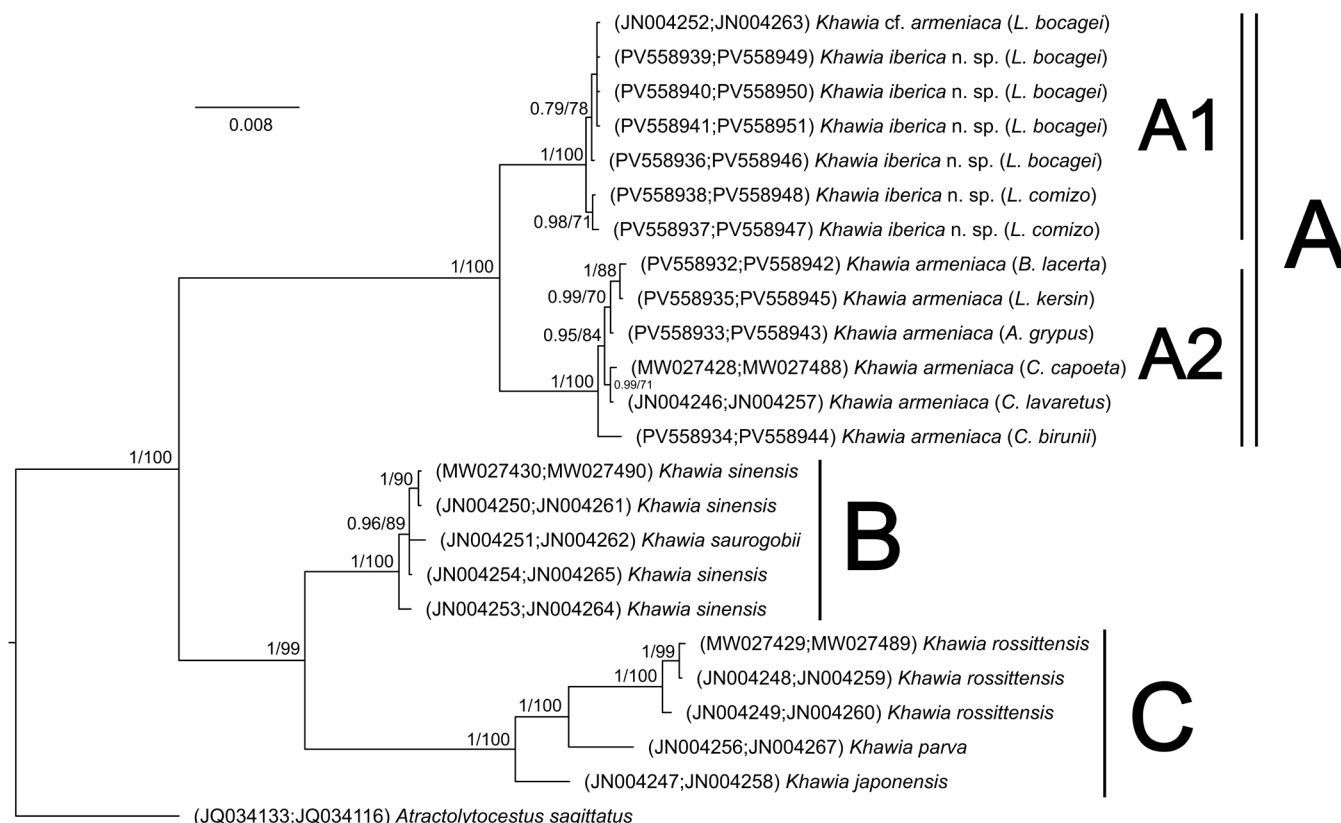 (JN004252;JN004263) Khawia cf. armeniaca (L. bocagei)
(PV558939;PV558949) Khawia iberica n. sp. (L. bocagei)
(PV558940;PV558950) Khawia iberica n. sp. (L. bocagei)
0.79/78
0.008
(PV558941;PV558951) Khawia iberica n. sp. (L. bocagei)
A1
1/100
(PV558936;PV558946) Khawia iberica n. sp. (L. bocagei)
(PV558938;PV558948) Khawia iberica n. sp. (L. comizo)
0.98/71
(PV558937;PV558947) Khawia iberica n. sp. (L. comizo)
A
1/100
1/88
(PV558932;PV558942) Khawia armeniaca (B. lacerta)
0.99/70
(PV558935;PV558945) Khawia armeniaca (L. kersin)
0.95/84
(PV558933;PV558943) Khawia armeniaca (A. grypus)
A2
(MW027428;MW027488) Khawia armeniaca (C. capoeta)
1/100
0.99/71
(JN004246;JN004257) Khawia armeniaca (C. lavaretus)
(PV558934;PV558944) Khawia armeniaca (C. birunii)
1/100
1/90
(MW027430;MW027490) Khawia sinensis
(JN004250;JN004261) Khawia sinensis
0.96/89
(JN004251;JN004262) Khawia saurogobii
B
1/100
(JN004254;JN004265) Khawia sinensis
(JN004253;JN004264) Khawia sinensis
1/99
1/99
(MW027429;MW027489) Khawia rossittensis
1/100
(JN004248;JN004259) Khawia rossittensis
(JN004249;JN004260) Khawia rossittensis
C
1/100
1/100
(JN004256;JN004267) Khawia parva
(JN004247;JN004258) Khawia japonensis
(JQ034133;JQ034116) Atractolytocestus sagittatus